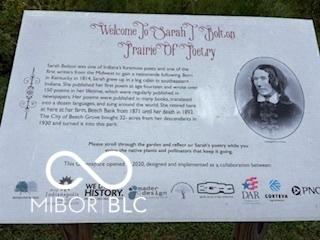 Welcome To Sarah T. Bolton
Prairie Of Poetry
Sarah Bolton was one of Indiana's foremost poets and one of the
first writers from the Midwest to gain a nationwide following. Born
in Kentucky in 1814, Sarah grew up in a log cabin in southeastern
Indiana. She published her first poem at age fourteen and wrote over
150 poems in her lifetime, which were regularly published in
newspapers. Her poems were published in many books, translated
into a dozen languages, and sung around the world. She retired here
at her farm, Beech Bank from 1871 until her death in 1893.
The City of Beech Grove bought 32- acres from her descendants in
1930 and turned it into this park.
Please stroll through the garden and reflect on Sarah's poetry while you
enjoy the native plants and pollinators that keep it going.
This Greenspace opened 2020, designed and implemented as a collaboration between:
Indianapolis
WE
HISTORY.
mader
design
DAR
CORTEVA
PNC
MIBOR BLC